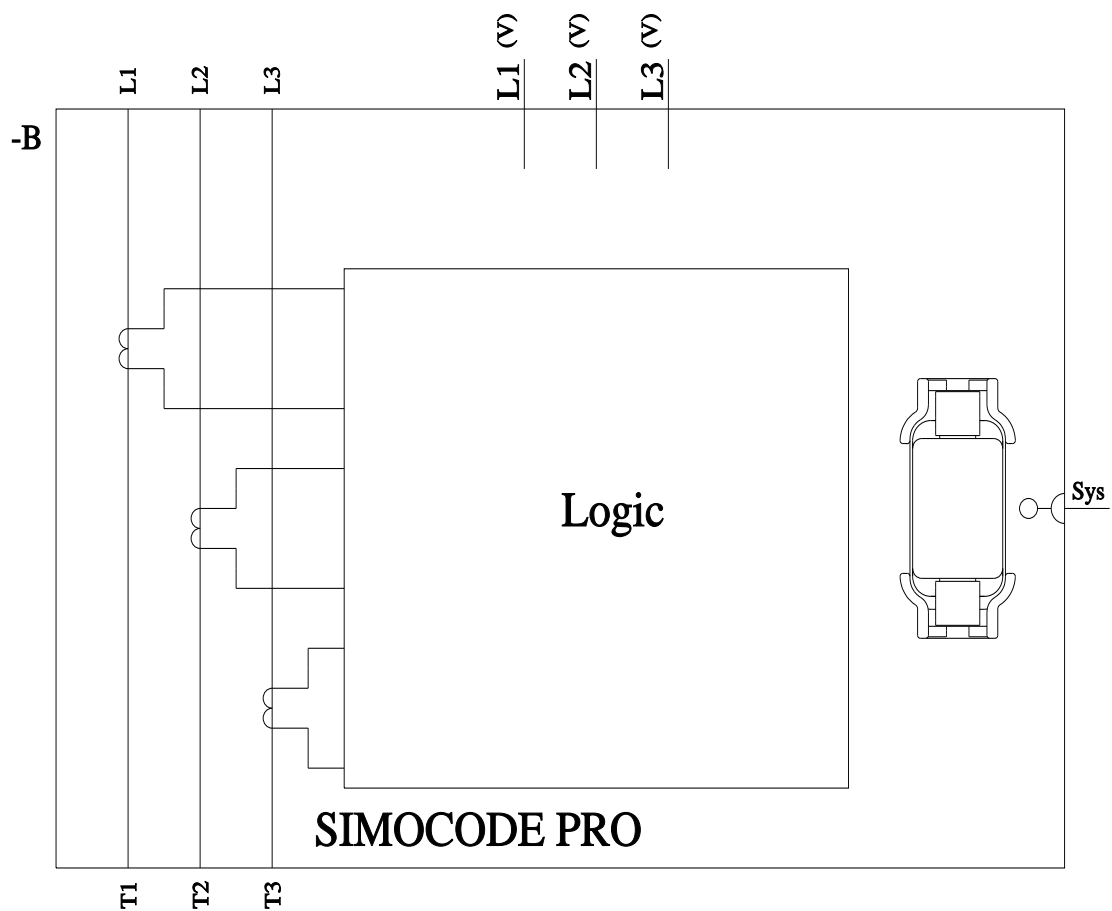 L1
L2
L3
L1 (V)
L2 (V)
L3 (V)
-B
Sys
Logic
SIMOCODE PRO
T1
T2
T3